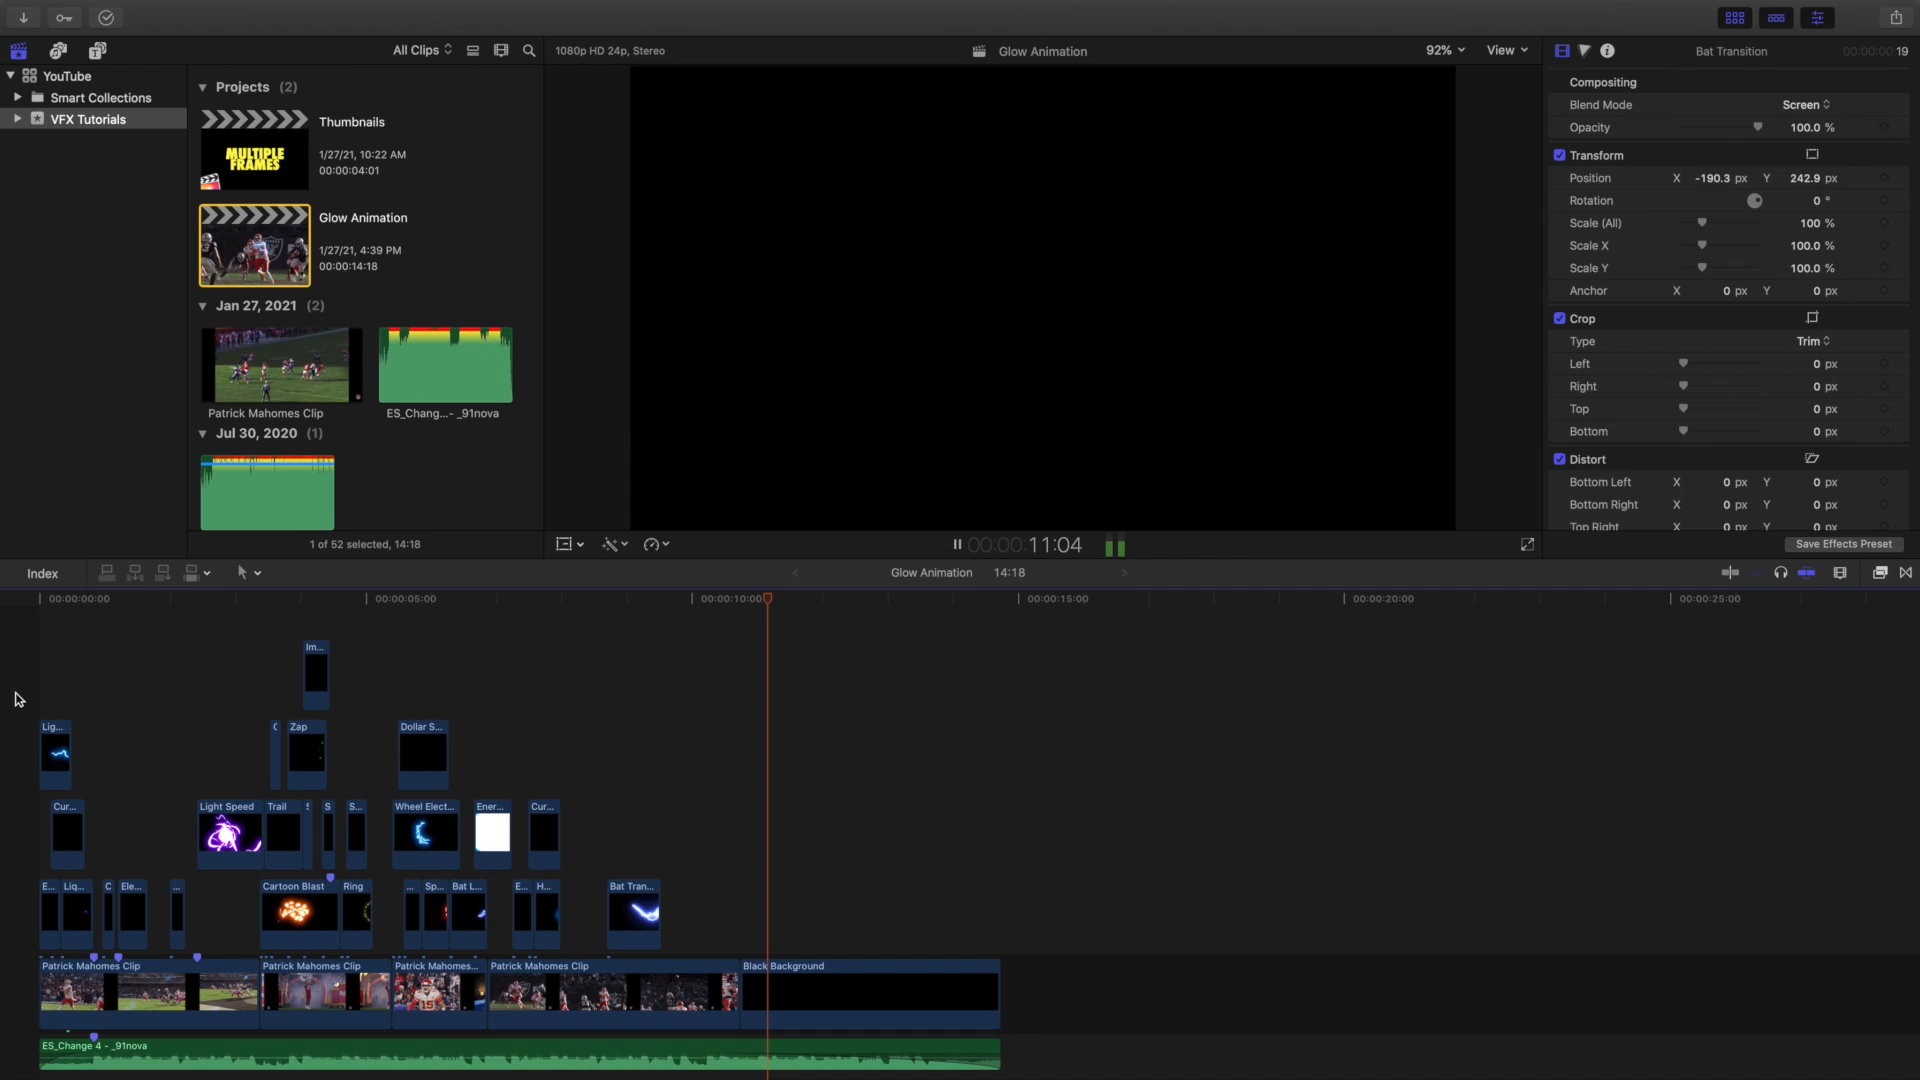 All Clips
1080p HD 24p, Stereo
Glow Animation
92%
View
Bat Transition
00:00:00:19
YouTube
Smart Collections
VFX Tutorials
Projects (2)
Thumbnails
1/27/21, 10:22 AM
00:00:04:01
MULTIPLE
FRAMES
Glow Animation
1/27/21, 4:39 PM
00:00:14:18
Jan 27, 2021 (2)
Patrick Mahomes Clip
ES_Chang...- _91nova
Jul 30, 2020 (1)
1 of 52 selected, 14:18
00:00:11:04
Compositing
Blend Mode Screen
Opacity 100.0 %
Transform
Position X -190.3 px Y 242.9 px
Rotation 0 °
Scale (All) 100 %
Scale X 100.0 %
Scale Y 100.0 %
Anchor X 0 px Y 0 px
Crop
Type Trim
Left 0 px
Right 0 px
Top 0 px
Bottom 0 px
Distort
Bottom Left X 0 px Y 0 px
Bottom Right X 0 px Y 0 px
Top Right X 0 px Y 0 px
Save Effects Preset
Index
Glow Animation 14:18
00:00:00:00 00:00:05:00 00:00:10:00 00:00:15:00 00:00:20:00 00:00:25:00
Im...
Lig... Zap Dollar S...
Cur... Light Speed Trail S S... Wheel Elect... Ener... Cur...
E... Liq... C Ele... ... Cartoon Blast Ring ... Sp... Bat L... E... H... Bat Tran...
Patrick Mahomes Clip Patrick Mahomes Clip Patrick Mahomes... Patrick Mahomes Clip Black Background
ES_Change 4 - _91nova